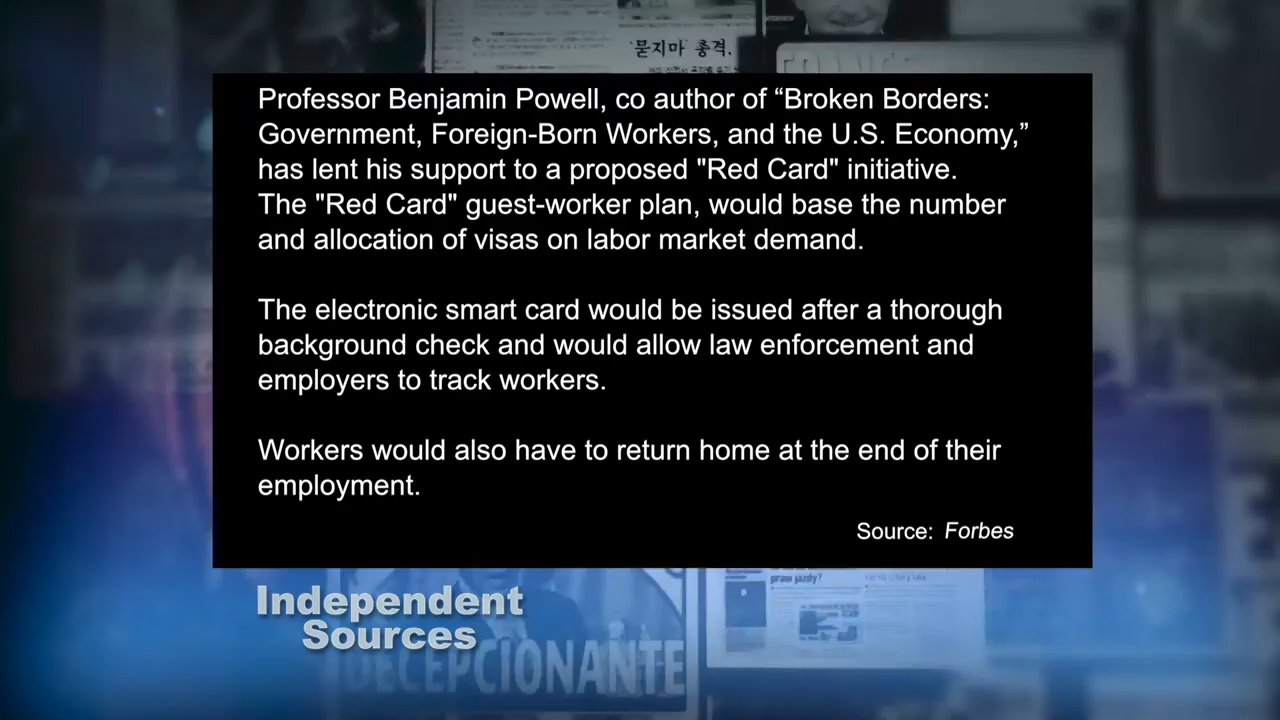 '묻지마' 충격,
Professor Benjamin Powell, co author of “Broken Borders:
Government, Foreign-Born Workers, and the U.S. Economy,”
has lent his support to a proposed "Red Card" initiative.
The "Red Card" guest-worker plan, would base the number
and allocation of visas on labor market demand.
The electronic smart card would be issued after a thorough
background check and would allow law enforcement and
employers to track workers.
Workers would also have to return home at the end of their
employment.
Source: Forbes
Independent
Sources
DECEPCIONANTE
praw jazdy?